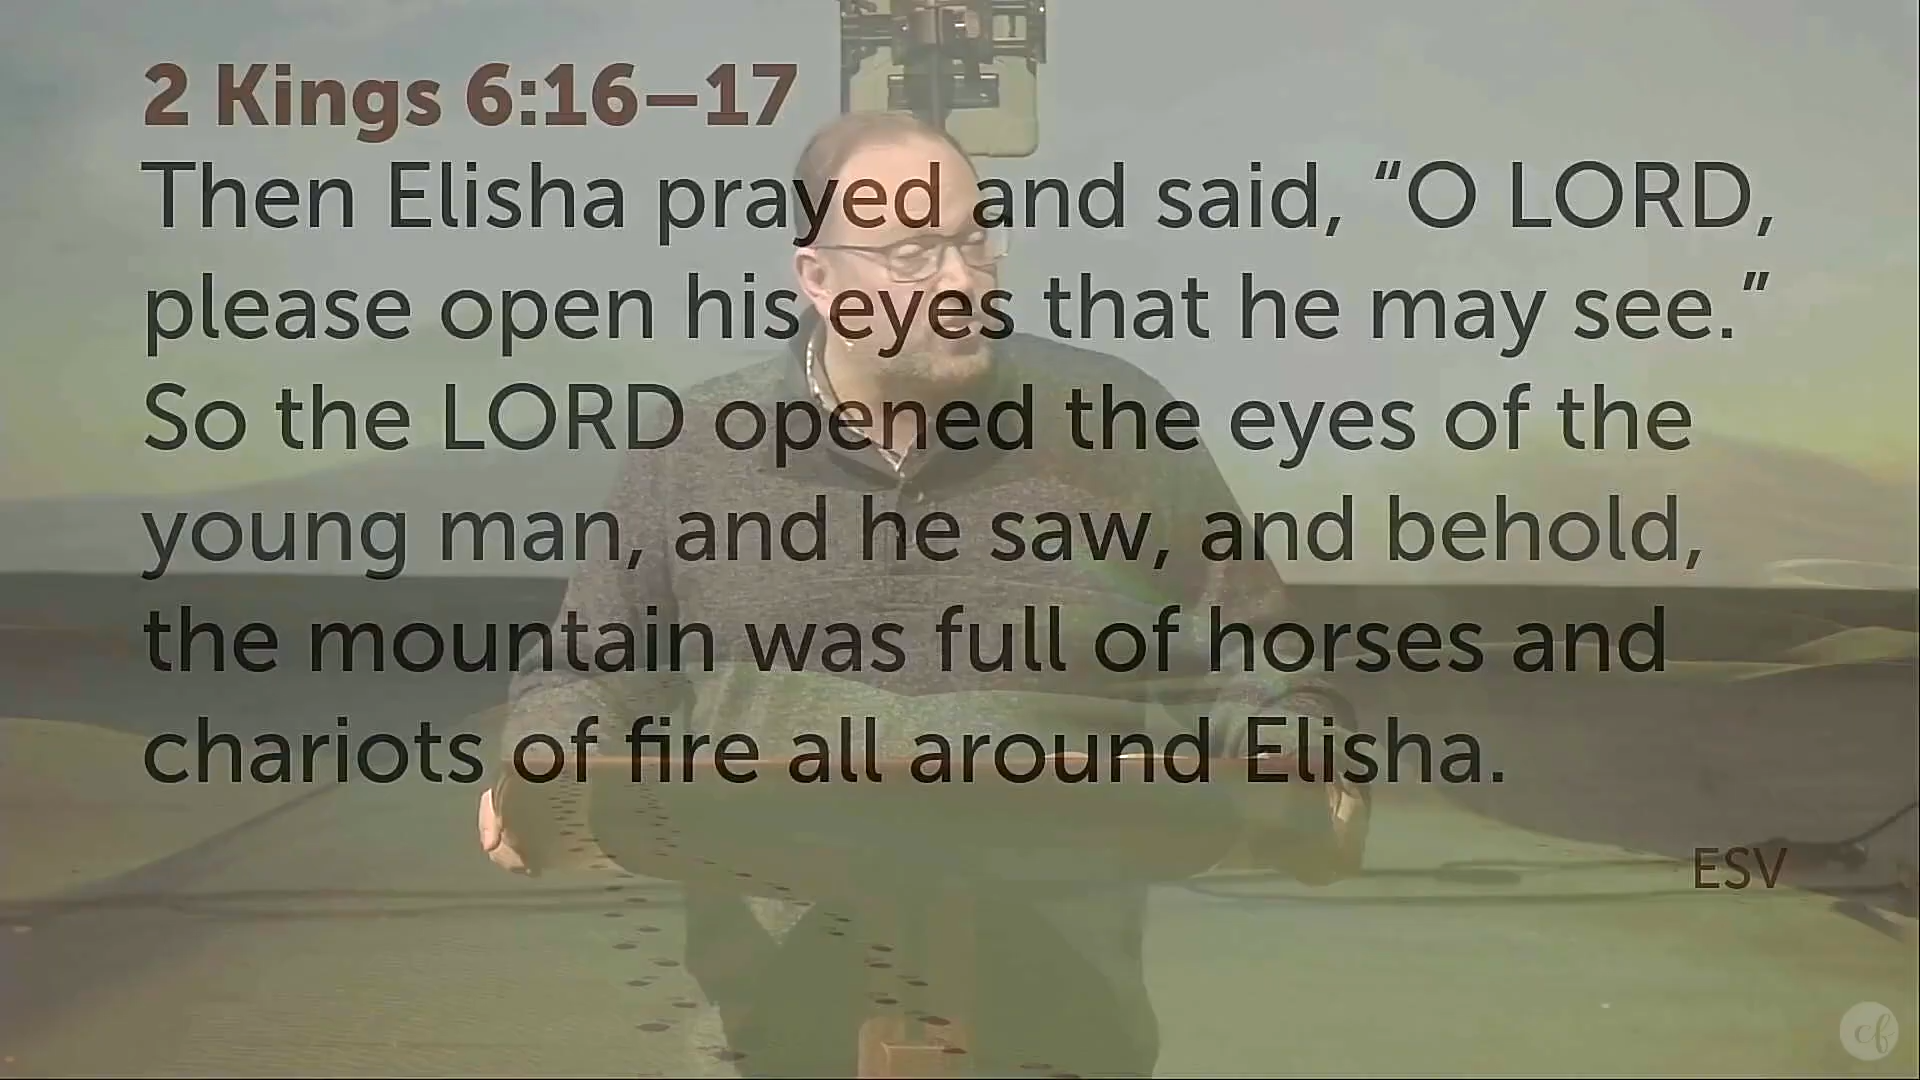 2 Kings 6:16–17
Then Elisha prayed and said, “O LORD,
please open his eyes that he may see.”
So the LORD opened the eyes of the
young man, and he saw, and behold,
the mountain was full of horses and
chariots of fire all around Elisha.
ESV
cf